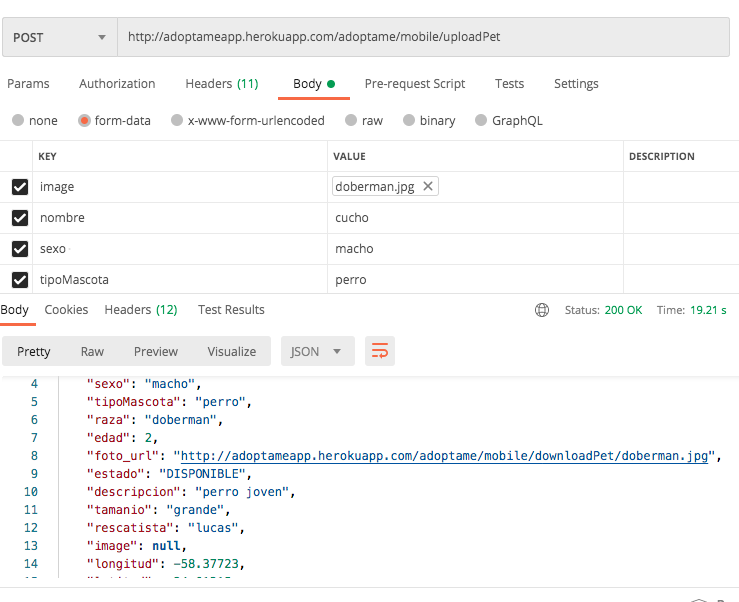 POST http://adoptameapp.herokuapp.com/adoptame/mobile/uploadPet
Params Authorization Headers (11) Body Pre-request Script Tests Settings
none form-data x-www-form-urlencoded raw binary GraphQL
KEY VALUE DESCRIPTION
image doberman.jpg
nombre cucho
sexo macho
tipoMascota perro
Body Cookies Headers (12) Test Results Status: 200 OK Time: 19.21 s
Pretty Raw Preview Visualize JSON
4 "sexo": "macho",
5 "tipoMascota": "perro",
6 "raza": "doberman",
7 "edad": 2,
8 "foto_url": "http://adoptameapp.herokuapp.com/adoptame/mobile/downloadPet/doberman.jpg",
9 "estado": "DISPONIBLE",
10 "descripcion": "perro joven",
11 "tamanio": "grande",
12 "rescatista": "lucas",
13 "image": null,
14 "longitud": -58.37723,